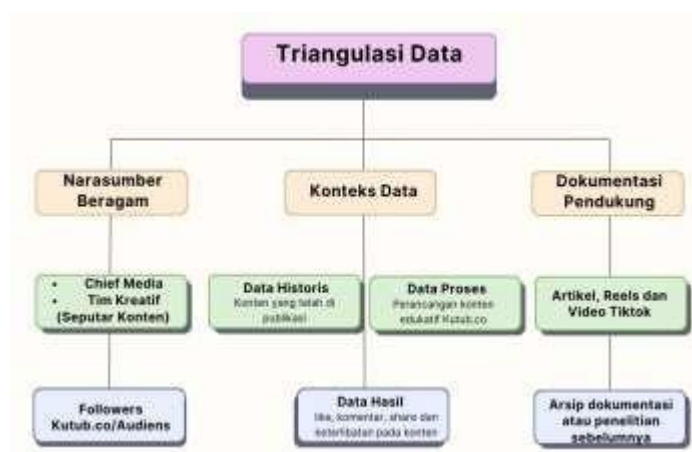 Triangulasi Data
Narasumber
Beragam
Konteks Data
Dokumentasi
Pendukung
• Chief Media
• Tim Kreatif
(Seputar Konten)
Data Historis
Konten yang telah di
publikasi
Data Proses
Perancangan konten
edukatif Kutub.co
Artikel, Reels dan
Video Tiktok
Followers
Kutub.co/Audiens
Data Hasil
like, komentar, share dan
keterlibatan pada konten
Arsip dokumentasi
atau penelitian
sebelumnya